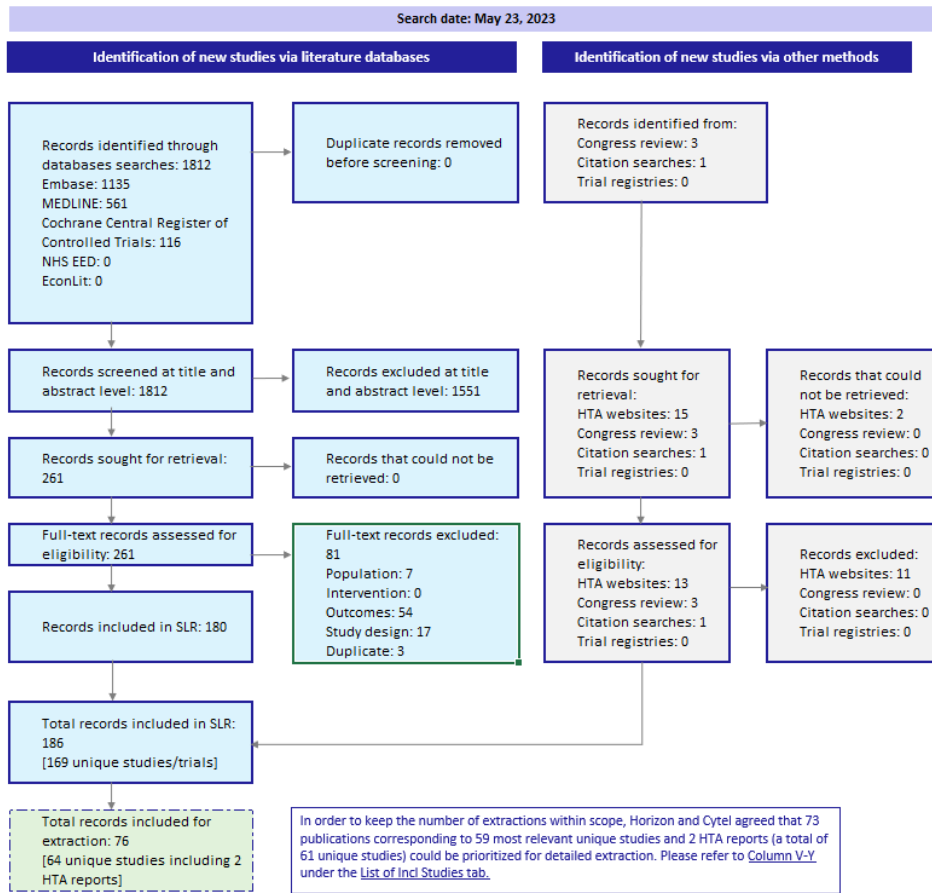 Search date: May 23, 2023
Identification of new studies via literature databases
Identification of new studies via other methods
Records identified through
databases searches: 1812
Embase: 1135
MEDLINE: 561
Cochrane Central Register of
Controlled Trials: 116
NHS EED: 0
EconLit: 0
Duplicate records removed
before screening: 0
Records identified from:
Congress review: 3
Citation searches: 1
Trial registries: 0
Records screened at title and
abstract level: 1812
Records excluded at title
and abstract level: 1551
Records sought for retrieval:
261
Records that could not be
retrieved: 0
Records sought for
retrieval:
HTA websites: 15
Congress review: 3
Citation searches: 1
Trial registries: 0
Records that could
not be retrieved:
HTA websites: 2
Congress review: 0
Citation searches: 0
Trial registries: 0
Full-text records assessed for
eligibility: 261
Full-text records excluded:
81
Population: 7
Intervention: 0
Outcomes: 54
Study design: 17
Duplicate: 3
Records included in SLR: 180
Records assessed for
eligibility:
HTA websites: 13
Congress review: 3
Citation searches: 1
Trial registries: 0
Records excluded:
HTA websites: 11
Congress review: 0
Citation searches: 0
Trial registries: 0
Total records included in SLR:
186
[169 unique studies/trials]
Total records included for
extraction: 76
[64 unique studies including 2
HTA reports]
In order to keep the number of extractions within scope, Horizon and Cytel agreed that 73
publications corresponding to 59 most relevant unique studies and 2 HTA reports (a total of
61 unique studies) could be prioritized for detailed extraction. Please refer to Column V-Y
under the List of Incl Studies tab.